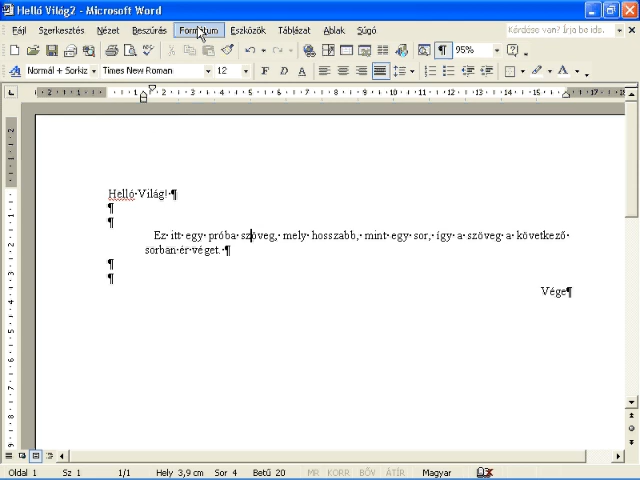 Helló Világ2 - Microsoft Word
Fájl Szerkesztés Nézet Beszúrás Formátum Eszközök Táblázat Ablak Súgó Kérdése van? Írja be ide.
95%
Normál + Sorkiz Times New Roman 12 F D A
Helló Világ! ¶
¶
¶
Ez itt egy próba szöveg, mely hosszabb, mint egy sor, így a szöveg a következő
sorban ér véget. ¶
¶
¶
Vége¶
Oldal 1 Sz 1 1/1 Hely 3,9 cm Sor 4 Betű 20 MR KORR BŐV ÁTÍR Magyar